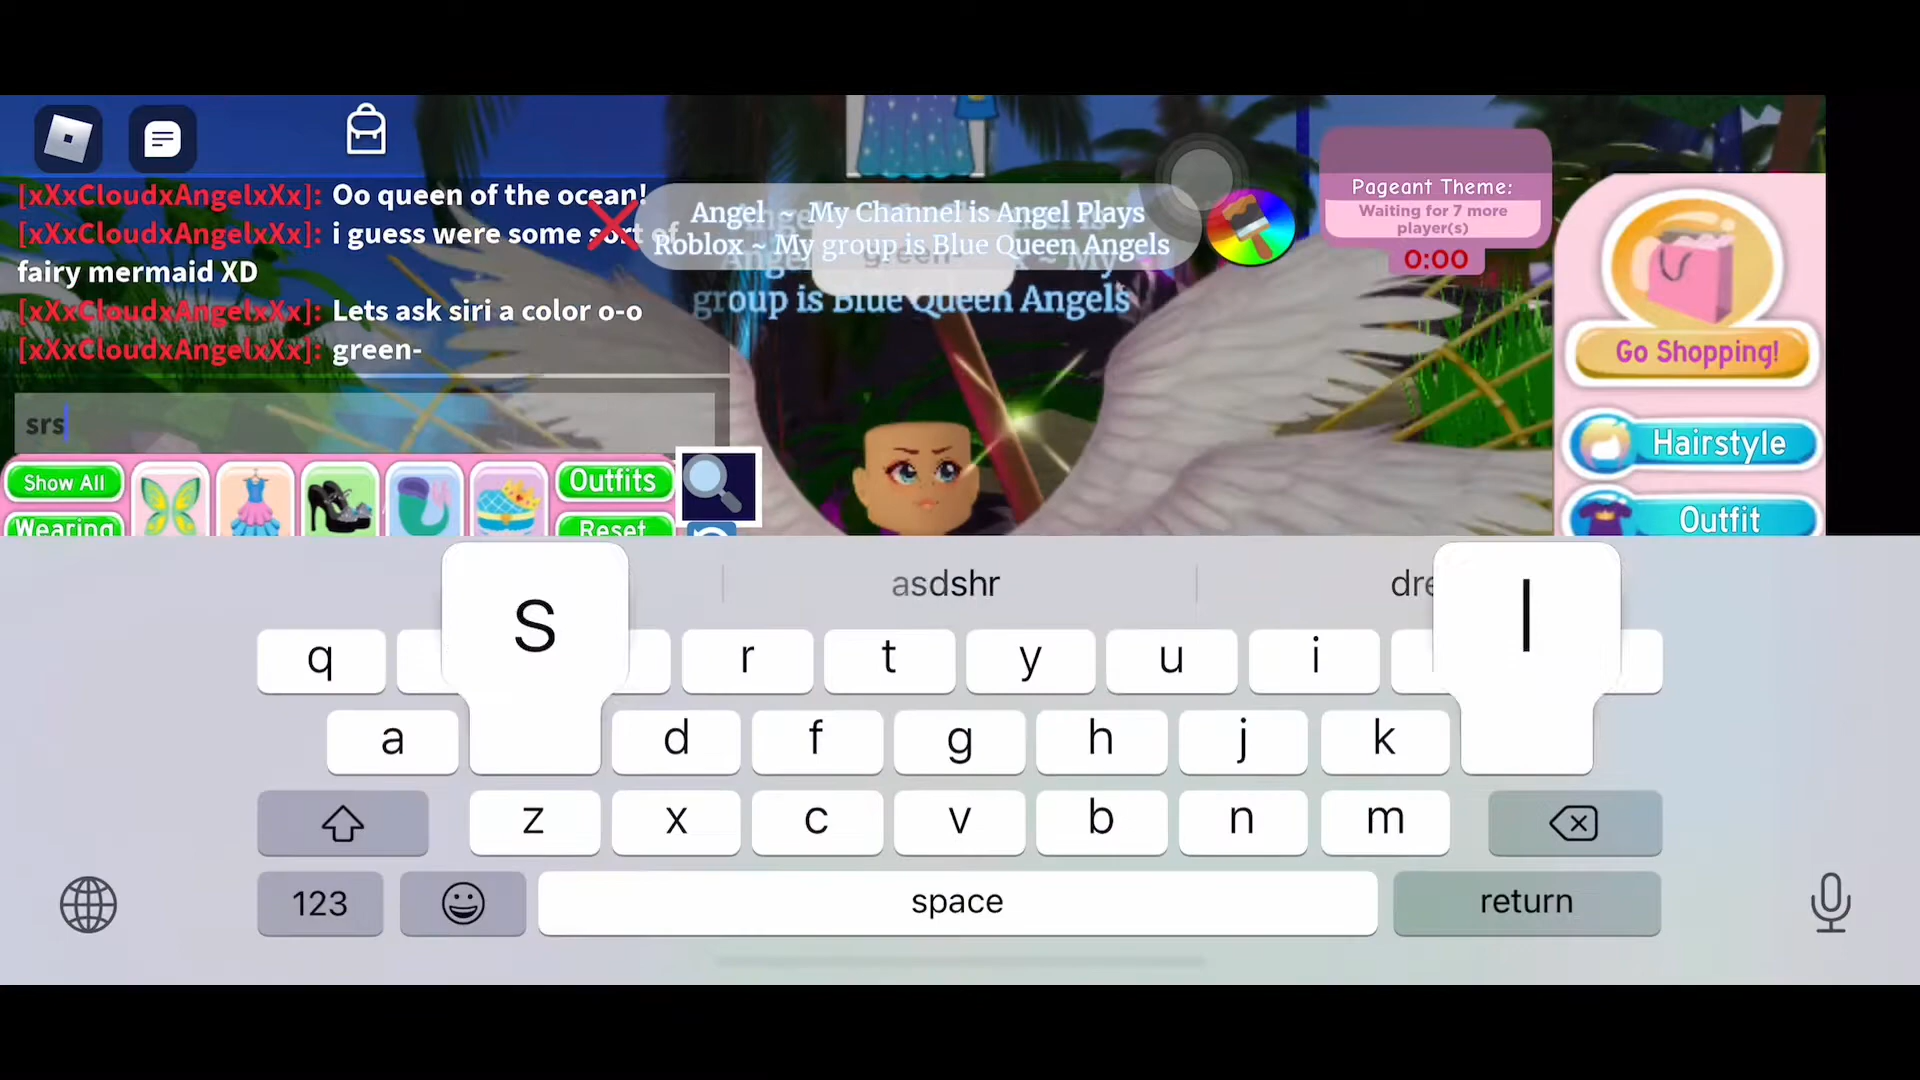 [xXxCloudxAngelxXx]: Oo queen of the ocean!
[xXxCloudxAngelxXx]: i guess were some sort of
fairy mermaid XD
[xXxCloudxAngelxXx]: Lets ask siri a color o-o
[xXxCloudxAngelxXx]: green-
srs
Angel ~ My Channel is Angel Plays
Roblox ~ My group is Blue Queen Angels
green-
group is Blue Queen Angels
Pageant Theme:
Waiting for 7 more
player(s)
0:00
Go Shopping!
Hairstyle
Outfit
Show All
Outfits
Wearing
Reset
asdshr
S l
q r t y u i
a d f g h j k
z x c v b n m
123 space return